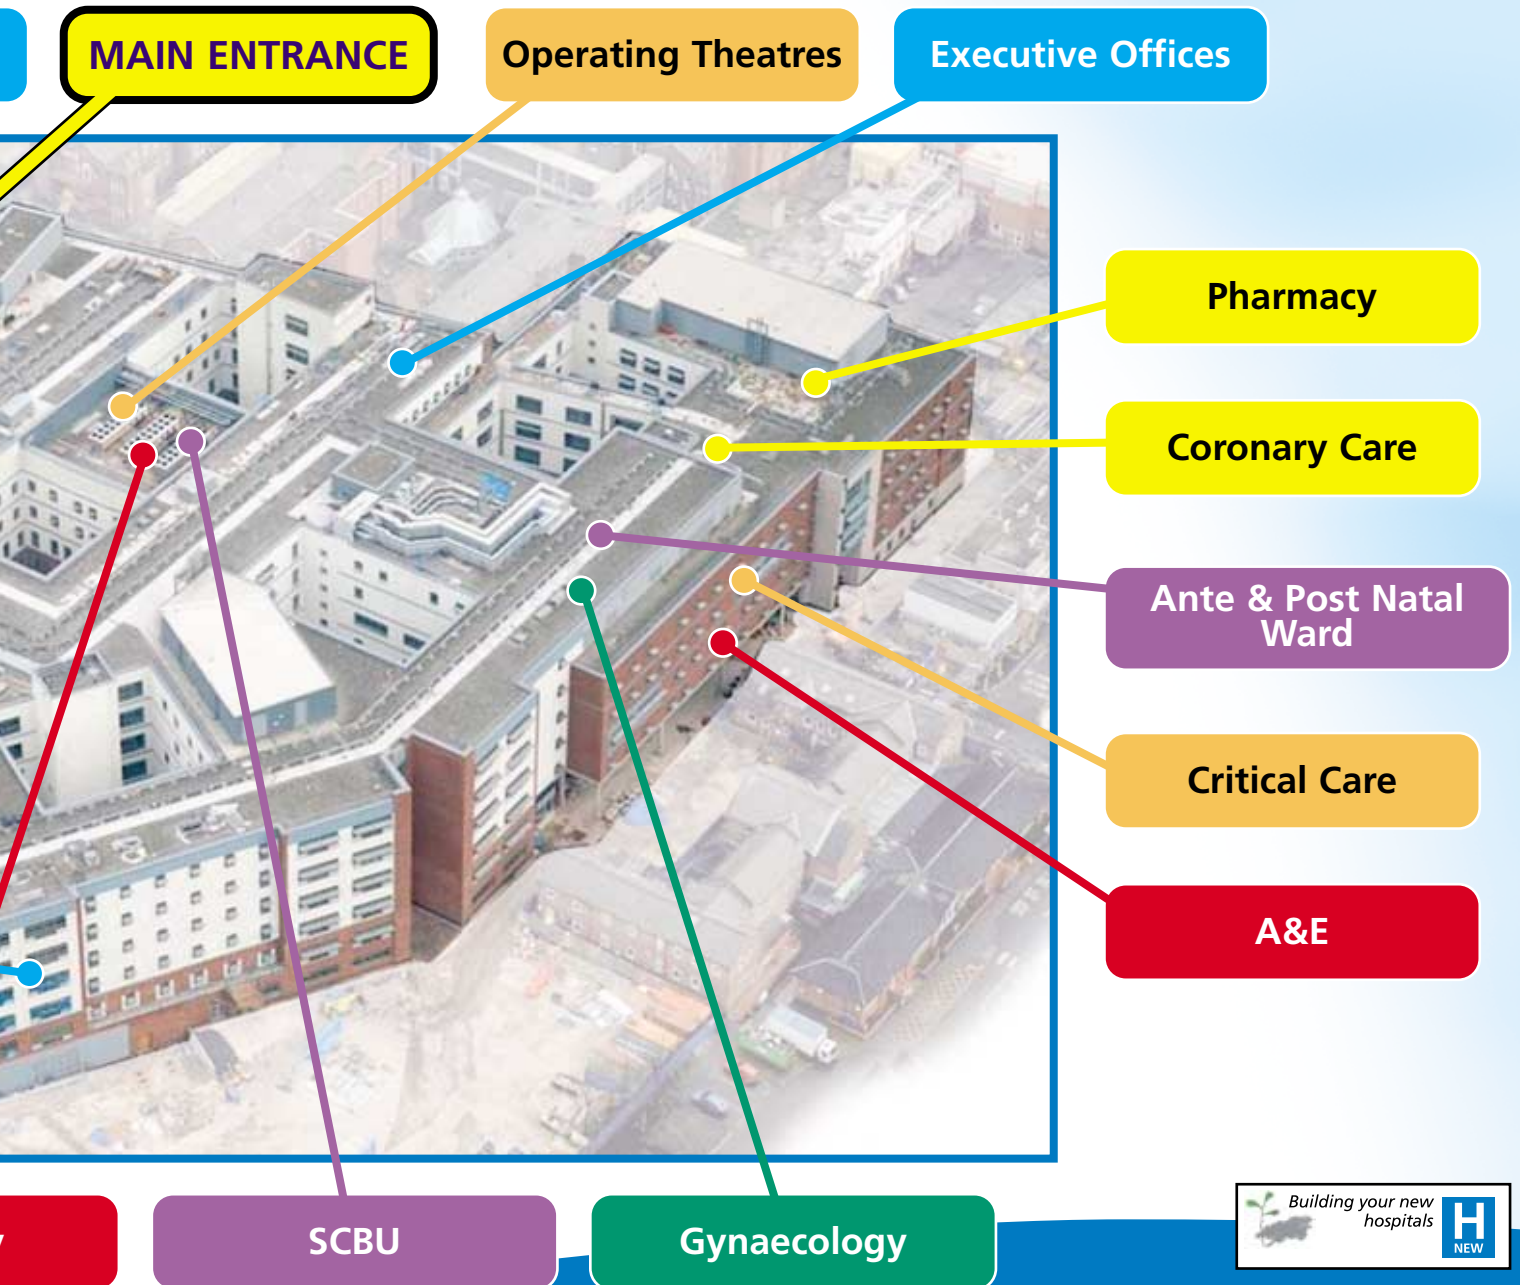 MAIN ENTRANCE
Operating Theatres
Executive Offices
Pharmacy
Coronary Care
Ante & Post Natal
Ward
Critical Care
A&E
SCBU
Gynaecology
Building your new
hospitals
H
NEW